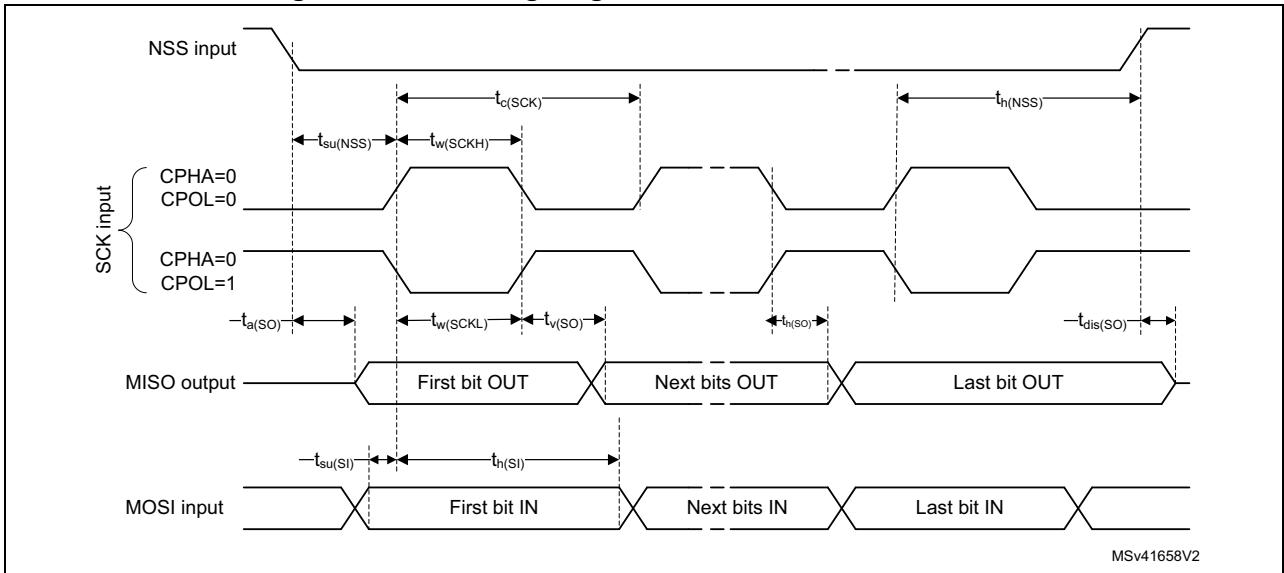 NSS input
tc(SCK)
th(NSS)
tsu(NSS)
tw(SCKH)
SCK input
CPHA=0
CPOL=0
CPHA=0
CPOL=1
ta(SO)
tw(SCKL)
tv(SO)
th(SO)
tdis(SO)
MISO output
First bit OUT
Next bits OUT
Last bit OUT
tsu(SI)
th(SI)
MOSI input
First bit IN
Next bits IN
Last bit IN
MSv41658V2